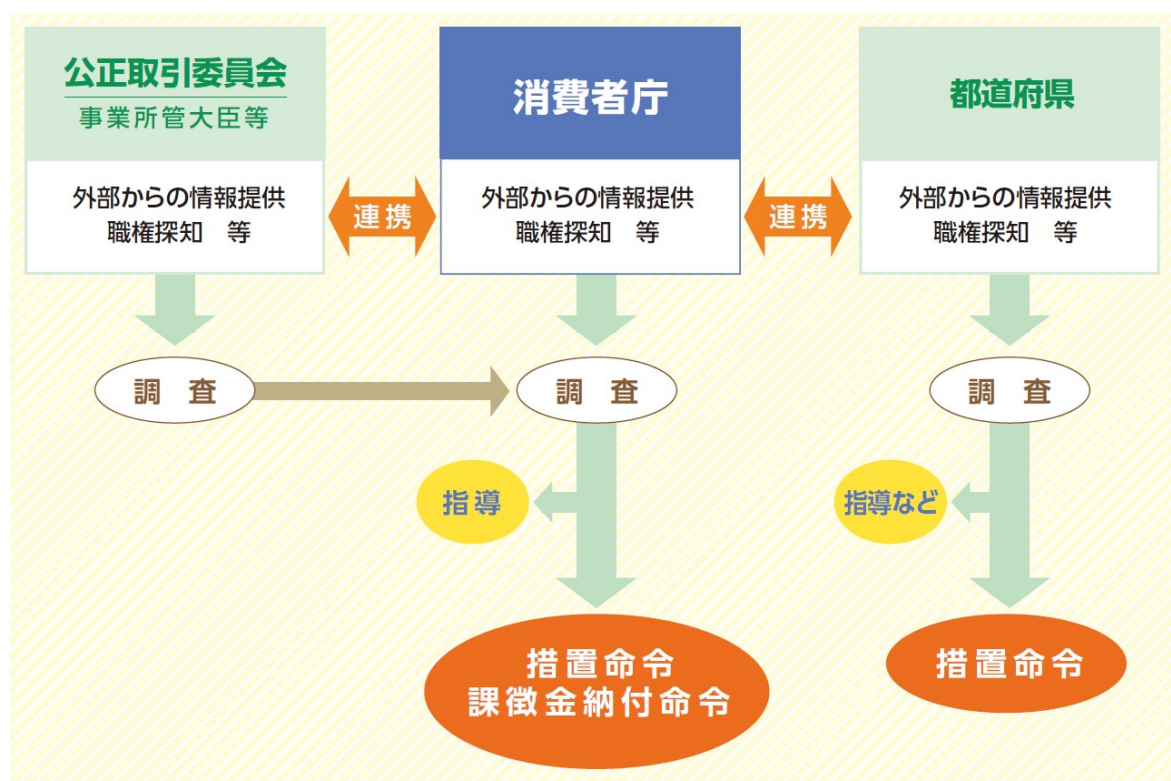 公正取引委員会
事業所管大臣等
外部からの情報提供
職権探知　等
連携
消費者庁
外部からの情報提供
職権探知　等
連携
都道府県
外部からの情報提供
職権探知　等
調　査
調　査
調　査
指導
指導など
措置命令
課徴金納付命令
措置命令